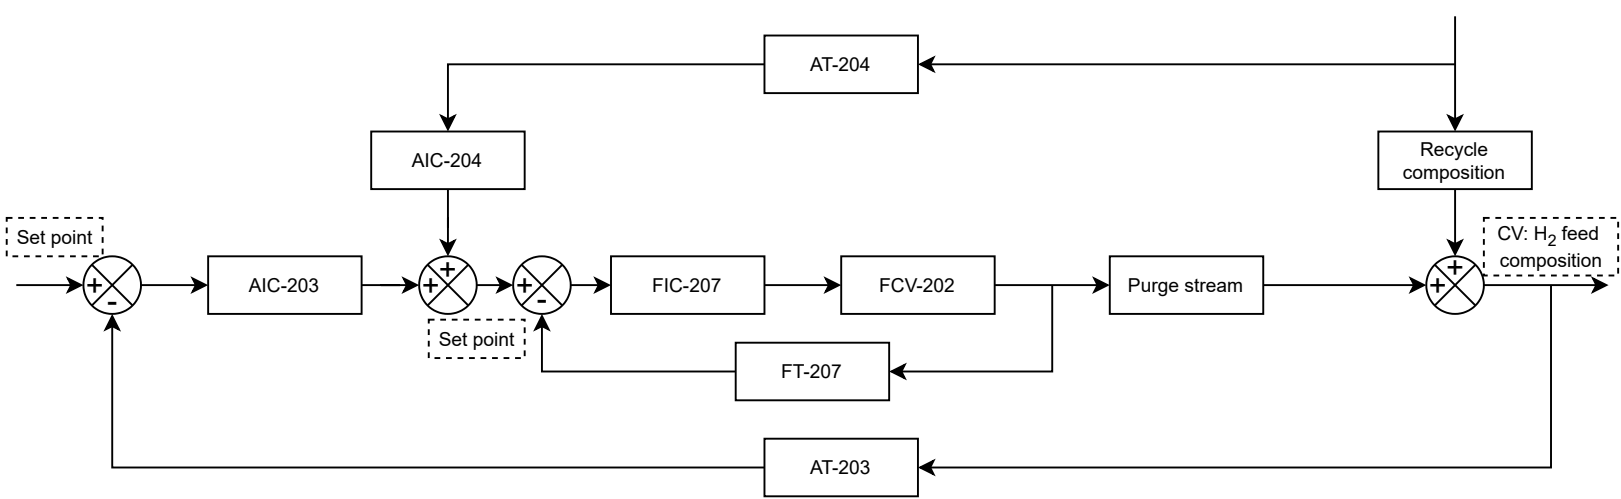 AT-204
AIC-204
Recycle
composition
Set point
CV: H₂ feed
composition
+
-
AIC-203
+
+
+
-
FIC-207
FCV-202
Purge stream
+
+
Set point
FT-207
AT-203